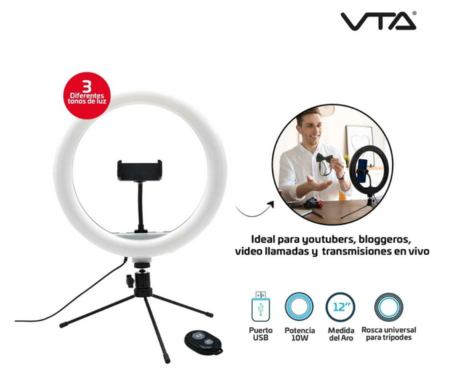 VTA
3
Diferentes
tonos de luz
Ideal para youtubers, bloggeros,
video llamadas y transmisiones en vivo
12"
Puerto
USB
Potencia
10W
Medida
del Aro
Rosca universal
para trípodes